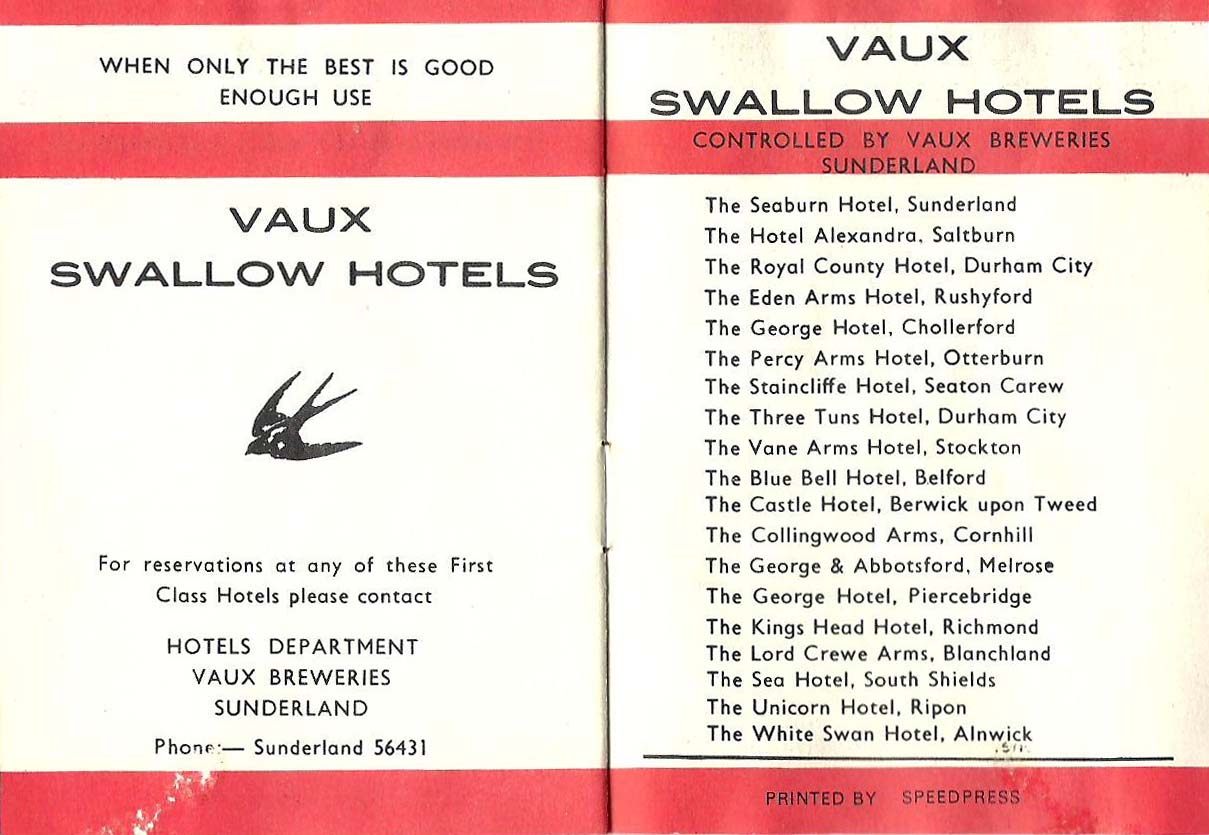 WHEN ONLY THE BEST IS GOOD
ENOUGH USE
VAUX
SWALLOW HOTELS
For reservations at any of these First
Class Hotels please contact
HOTELS DEPARTMENT
VAUX BREWERIES
SUNDERLAND
Phone:— Sunderland 56431
VAUX
SWALLOW HOTELS
CONTROLLED BY VAUX BREWERIES
SUNDERLAND
The Seaburn Hotel, Sunderland
The Hotel Alexandra, Saltburn
The Royal County Hotel, Durham City
The Eden Arms Hotel, Rushyford
The George Hotel, Chollerford
The Percy Arms Hotel, Otterburn
The Staincliffe Hotel, Seaton Carew
The Three Tuns Hotel, Durham City
The Vane Arms Hotel, Stockton
The Blue Bell Hotel, Belford
The Castle Hotel, Berwick upon Tweed
The Collingwood Arms, Cornhill
The George & Abbotsford, Melrose
The George Hotel, Piercebridge
The Kings Head Hotel, Richmond
The Lord Crewe Arms, Blanchland
The Sea Hotel, South Shields
The Unicorn Hotel, Ripon
The White Swan Hotel, Alnwick
PRINTED BY SPEEDPRESS